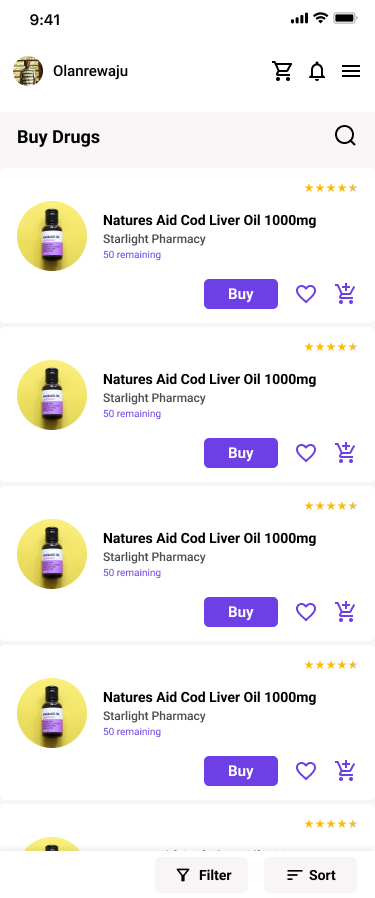 9:41
Olanrewaju
Buy Drugs
Natures Aid Cod Liver Oil 1000mg
Starlight Pharmacy
50 remaining
Buy
Natures Aid Cod Liver Oil 1000mg
Starlight Pharmacy
50 remaining
Buy
Natures Aid Cod Liver Oil 1000mg
Starlight Pharmacy
50 remaining
Buy
Natures Aid Cod Liver Oil 1000mg
Starlight Pharmacy
50 remaining
Buy
Filter
Sort